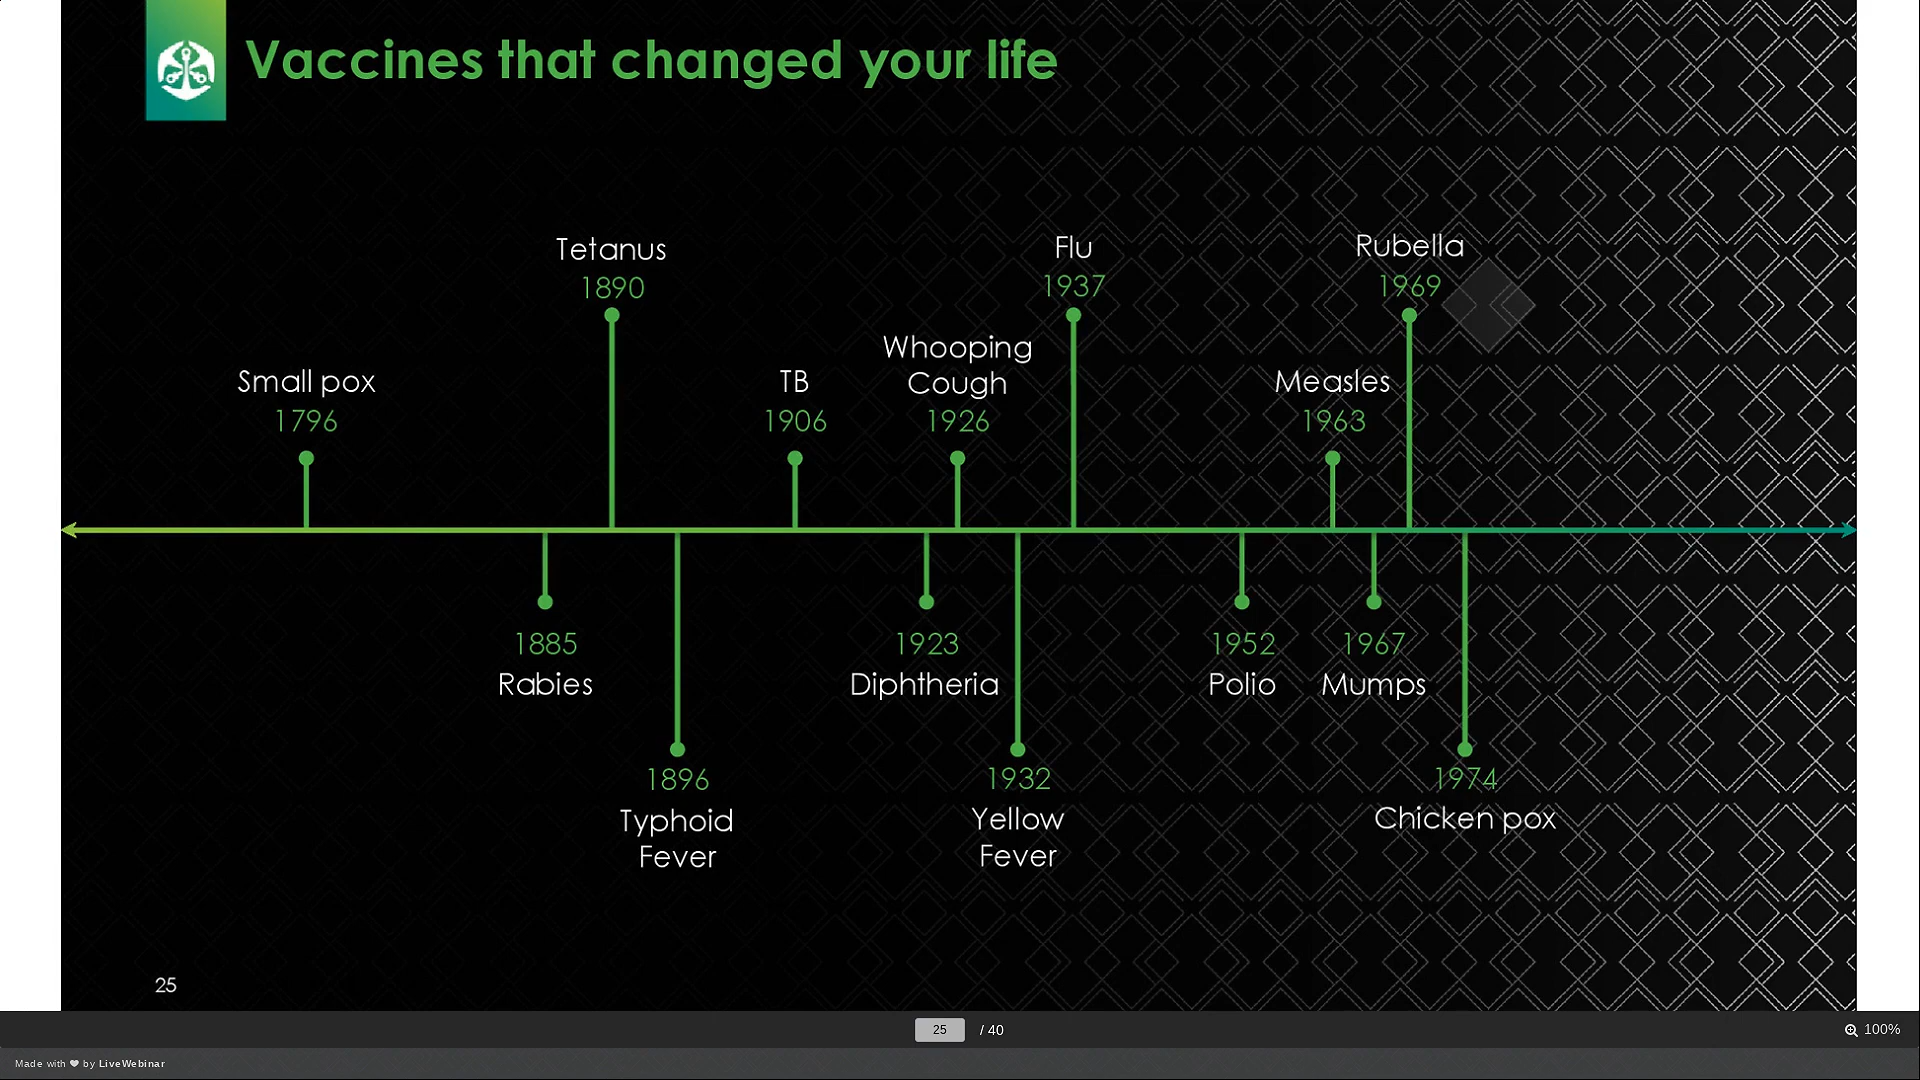 Vaccines that changed your life
Tetanus
1890
Flu
1937
Rubella
1969
Small pox
1796
TB
1906
Whooping
Cough
1926
Measles
1963
1885
Rabies
1923
Diphtheria
1952
Polio
1967
Mumps
1896
Typhoid
Fever
1932
Yellow
Fever
1974
Chicken pox
25
25 / 40
100%
Made with ❤ by LiveWebinar